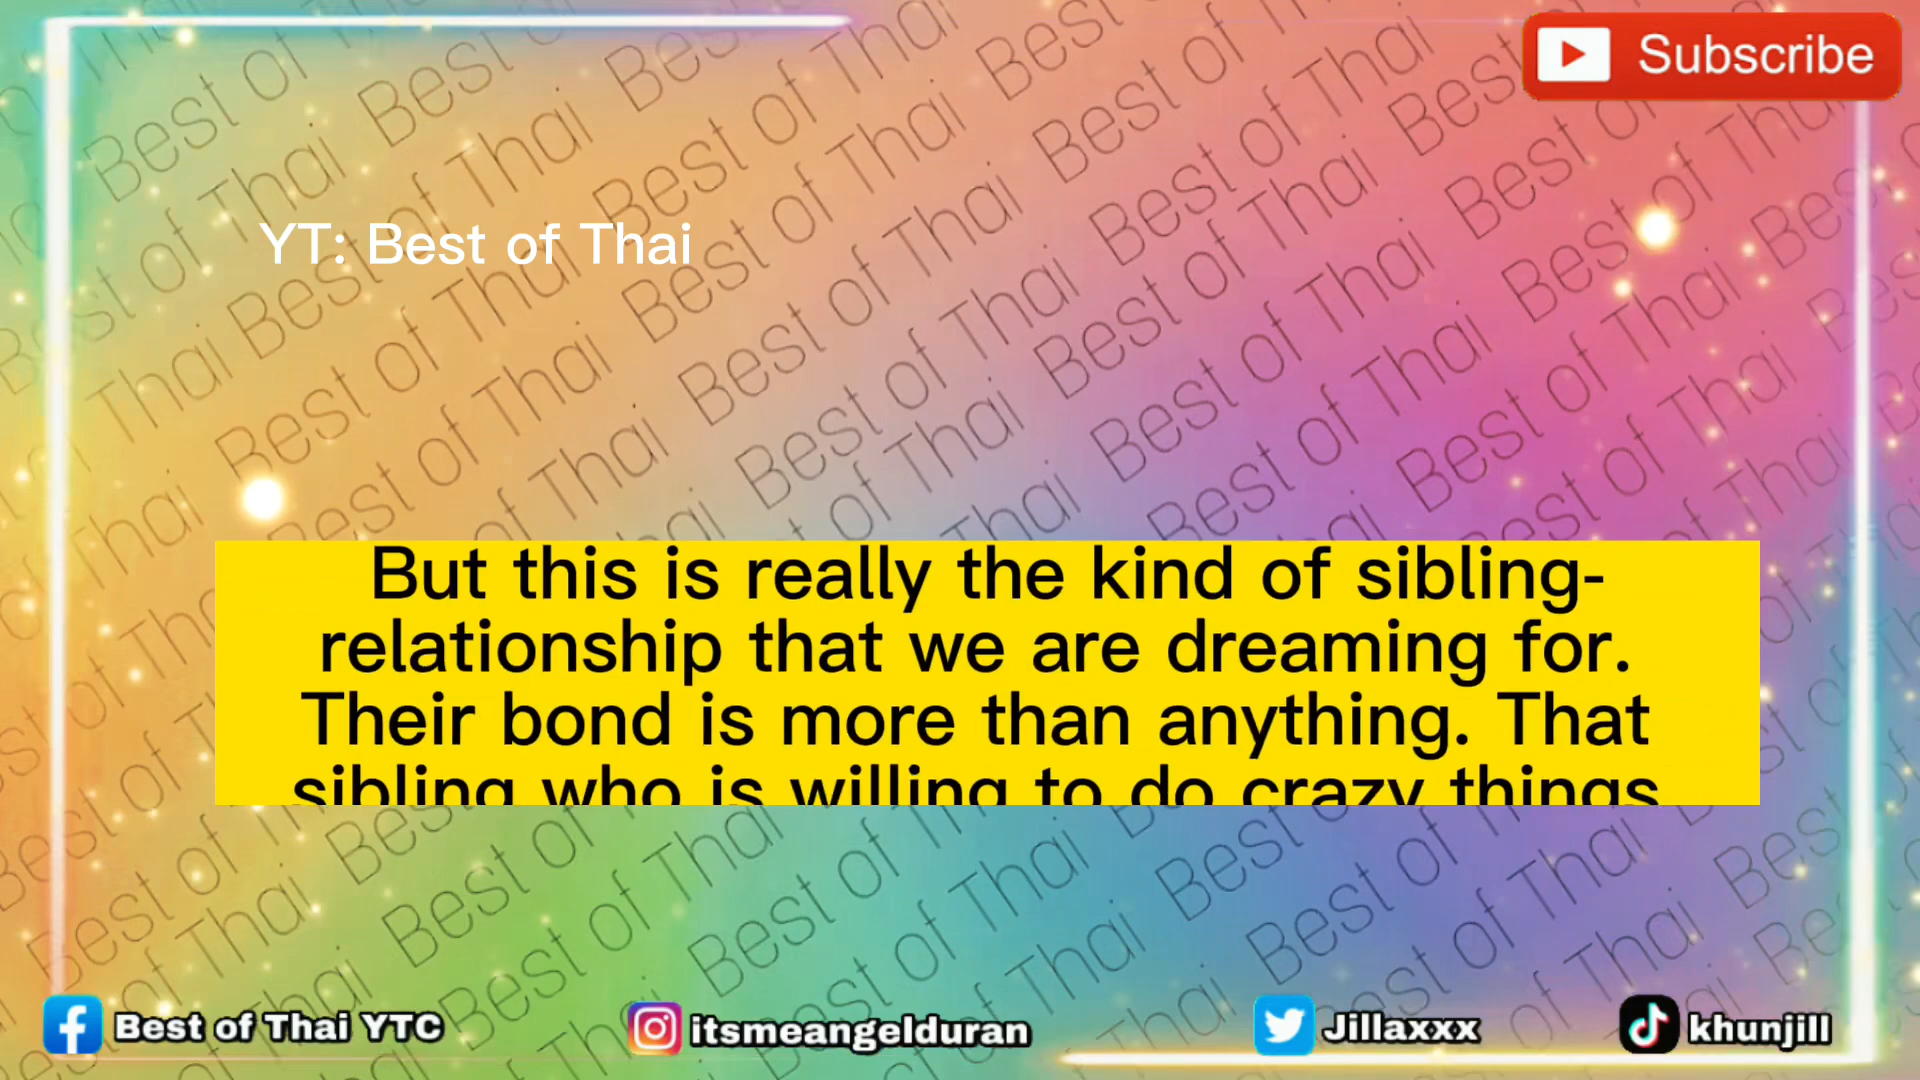 Subscribe
YT: Best of Thai
But this is really the kind of sibling-
relationship that we are dreaming for.
Their bond is more than anything. That
sibling who is willing to do crazy things
Best of Thai YTC
itsmeangelduran
Jillaxxx
khunjill